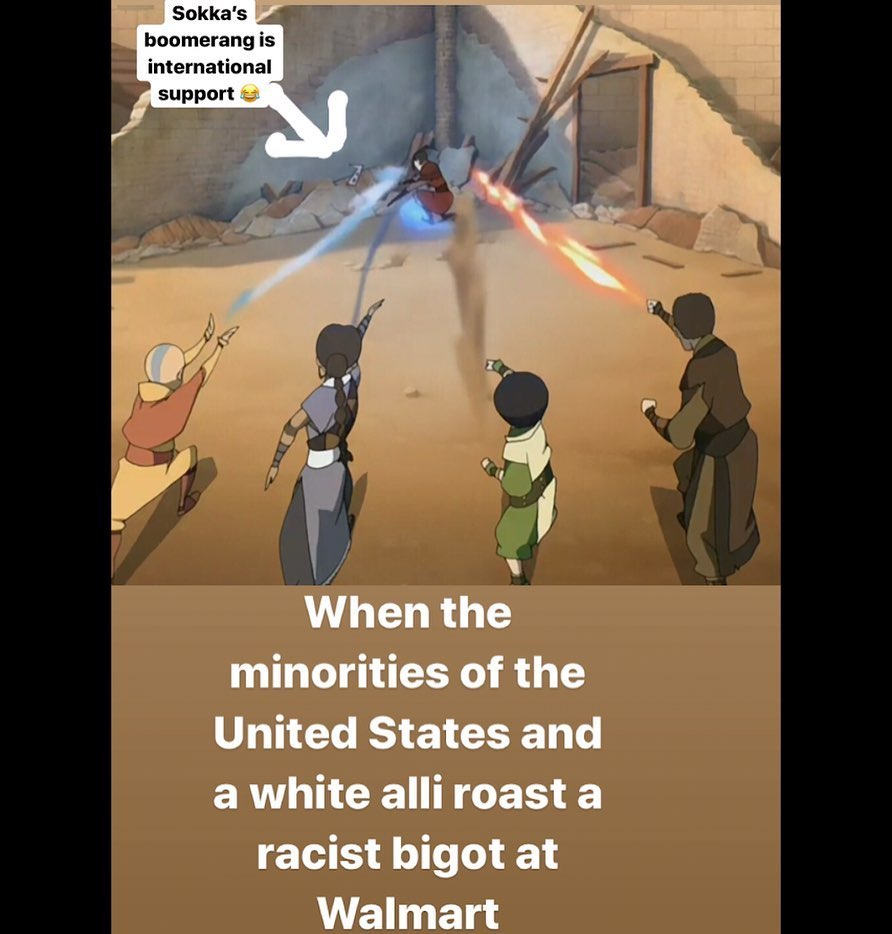 Sokka's
boomerang is
international
support 😂
When the
minorities of the
United States and
a white alli roast a
racist bigot at
Walmart